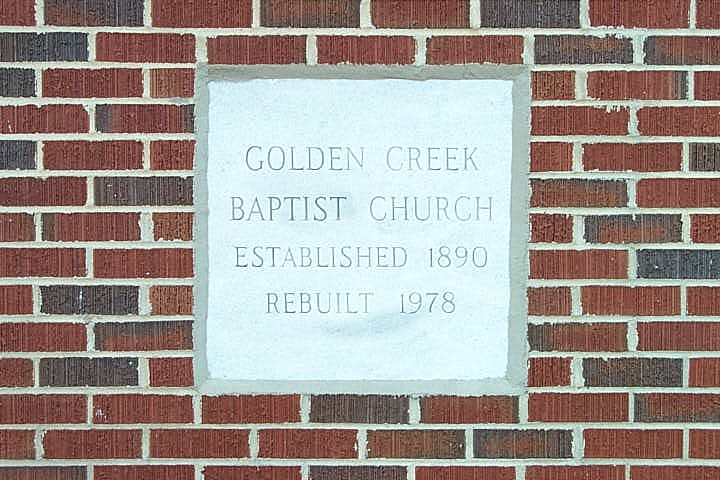 GOLDEN CREEK
BAPTIST CHURCH
ESTABLISHED 1890
REBUILT 1978